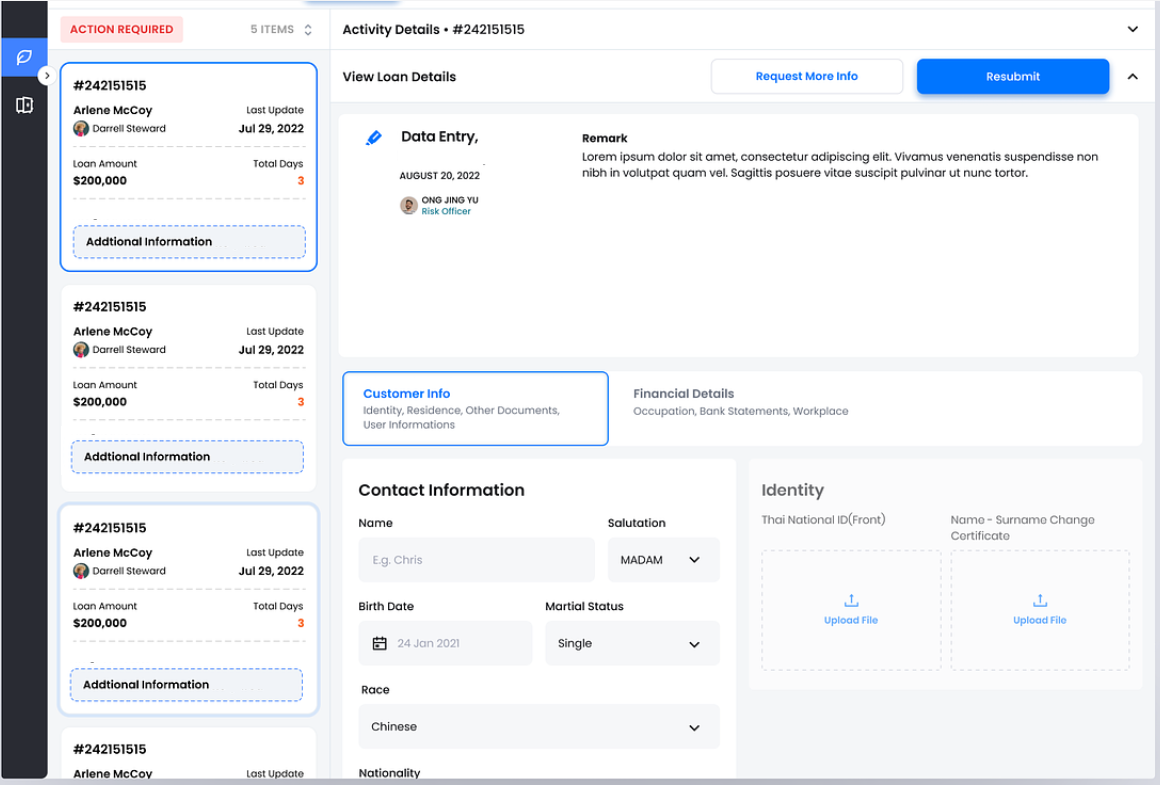 ACTION REQUIRED
5 ITEMS
#242151515
Arlene McCoy
Last Update
Darrell Steward
Jul 29, 2022
Loan Amount
Total Days
$200,000
3
Addtional Information
#242151515
Arlene McCoy
Last Update
Darrell Steward
Jul 29, 2022
Loan Amount
Total Days
$200,000
3
Addtional Information
#242151515
Arlene McCoy
Last Update
Darrell Steward
Jul 29, 2022
Loan Amount
Total Days
$200,000
3
Addtional Information
#242151515
Arlene McCoy
Last Update
Activity Details • #242151515
View Loan Details
Request More Info
Resubmit
Data Entry,
AUGUST 20, 2022
ONG JING YU
Risk Officer
Remark
Lorem ipsum dolor sit amet, consectetur adipiscing elit. Vivamus venenatis suspendisse non
nibh in volutpat quam vel. Sagittis posuere vitae suscipit pulvinar ut nunc tortor.
Customer Info
Identity, Residence, Other Documents,
User Informations
Financial Details
Occupation, Bank Statements, Workplace
Contact Information
Name
Salutation
E.g. Chris
MADAM
Birth Date
Martial Status
24 Jan 2021
Single
Race
Chinese
Nationality
Identity
Thai National ID(Front)
Name - Surname Change
Certificate
Upload File
Upload File